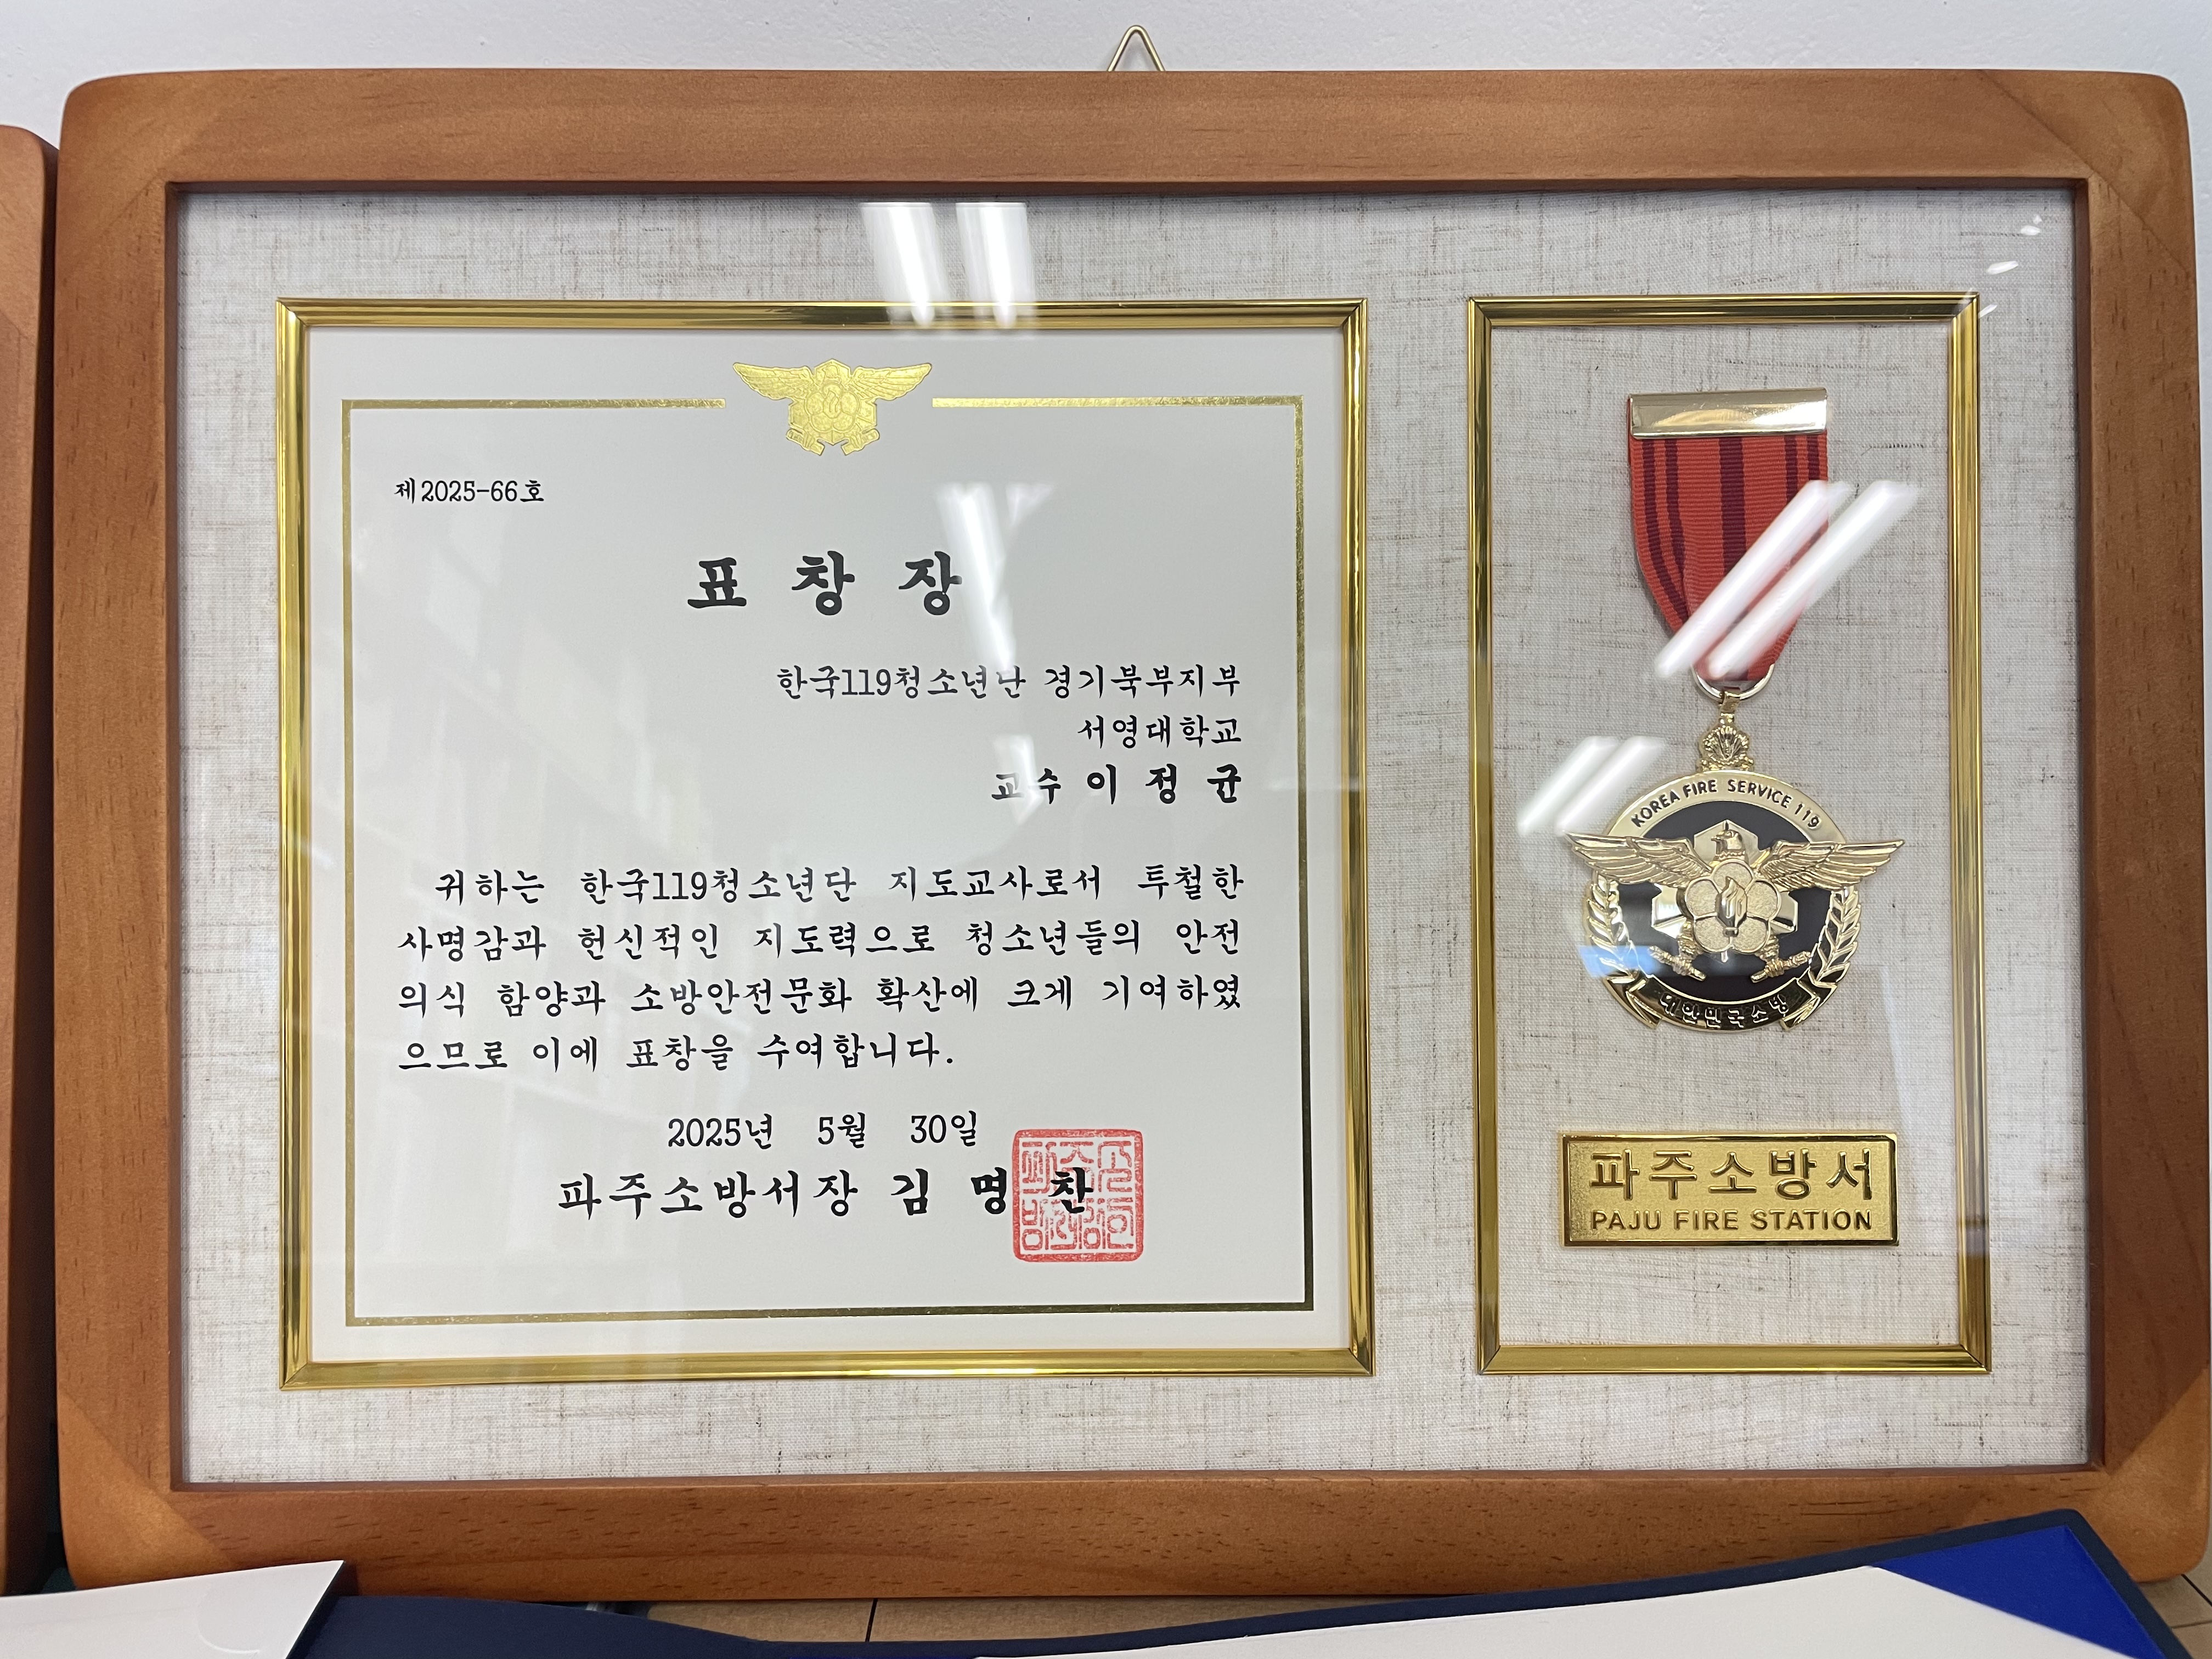 제2025-66호
표 창 장
한국119청소년단 경기북부지부
서영대학교
교수 이 정 균
귀하는 한국119청소년단 지도교사로서 투철한
사명감과 헌신적인 지도력으로 청소년들의 안전
의식 함양과 소방안전문화 확산에 크게 기여하였
으므로 이에 표창을 수여합니다.
2025년 5월 30일
파주소방서장 김 명 찬
KOREA FIRE SERVICE 119
대한민국소방
파주소방서
PAJU FIRE STATION